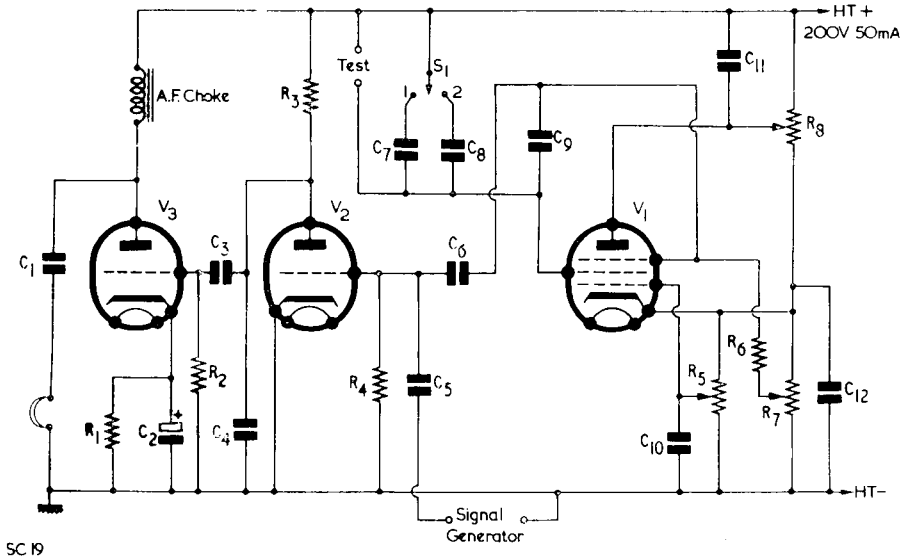 HT +
200V 50mA
A.F. Choke
R3
Test
S1
1
2
C11
R8
C7
C8
C9
V3
V2
V1
C1
C3
C6
R2
R4
C5
R6
R5
R7
C12
R1
+
C2
C4
C10
HT-
Signal
Generator
SC 19